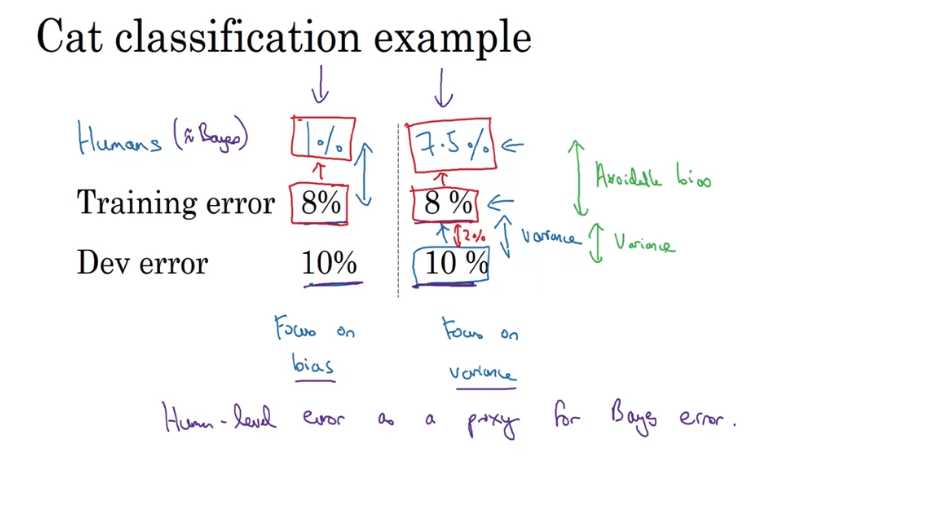 Cat classification example
Humans (≈ Bayes) 1% 7.5%
Training error 8% 8 % Avoidable bias
2% Variance Variance
Dev error 10% 10 %
Focus on Focus on
bias variance
Human-level error as a proxy for Bayes error.